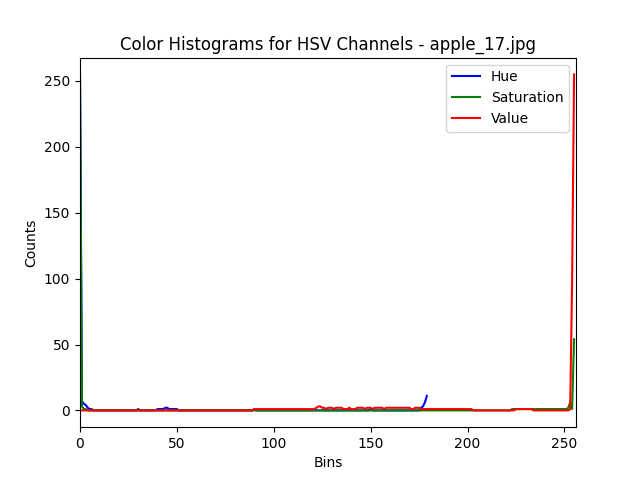 Color Histograms for HSV Channels - apple_17.jpg
Hue
Saturation
Value
Counts
250
200
150
100
50
0
0 50 100 150 200 250
Bins